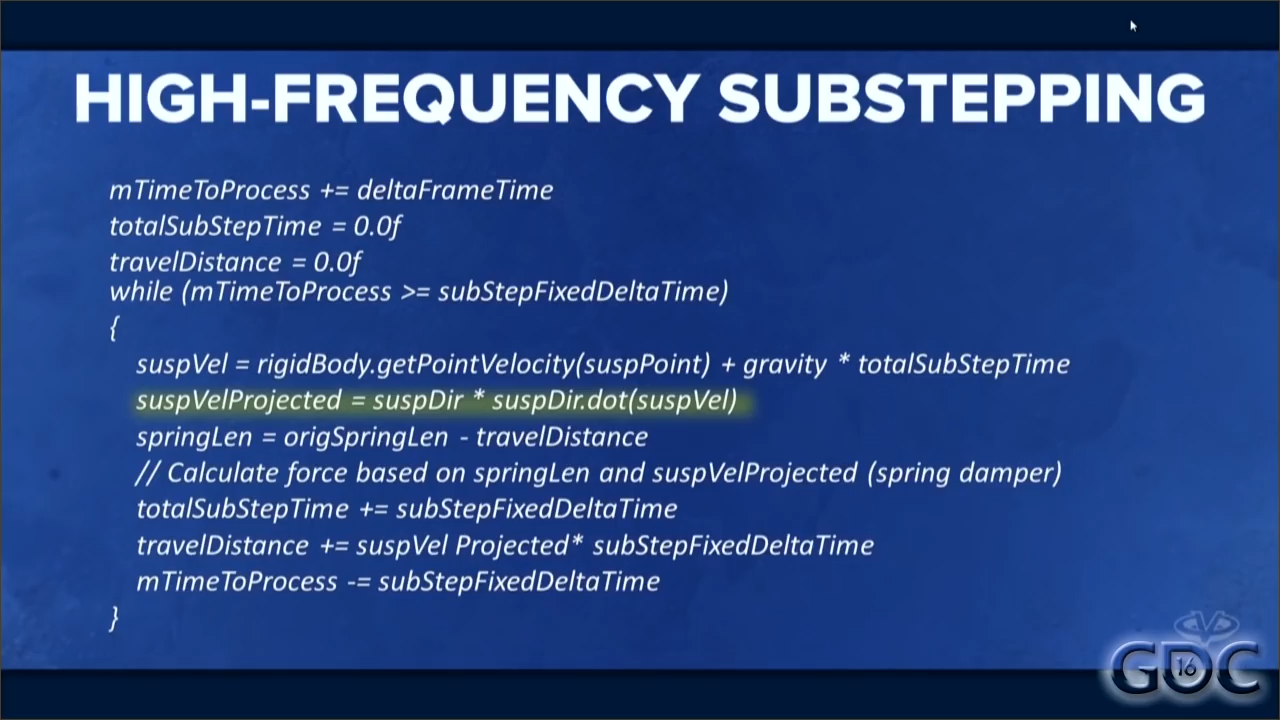 HIGH-FREQUENCY SUBSTEPPING
mTimeToProcess += deltaFrameTime
totalSubStepTime = 0.0f
travelDistance = 0.0f
while (mTimeToProcess >= subStepFixedDeltaTime)
{
suspVel = rigidBody.getPointVelocity(suspPoint) + gravity * totalSubStepTime
suspVelProjected = suspDir * suspDir.dot(suspVel)
springLen = origSpringLen - travelDistance
// Calculate force based on springLen and suspVelProjected (spring damper)
totalSubStepTime += subStepFixedDeltaTime
travelDistance += suspVel Projected* subStepFixedDeltaTime
mTimeToProcess -= subStepFixedDeltaTime
}
GDC
16